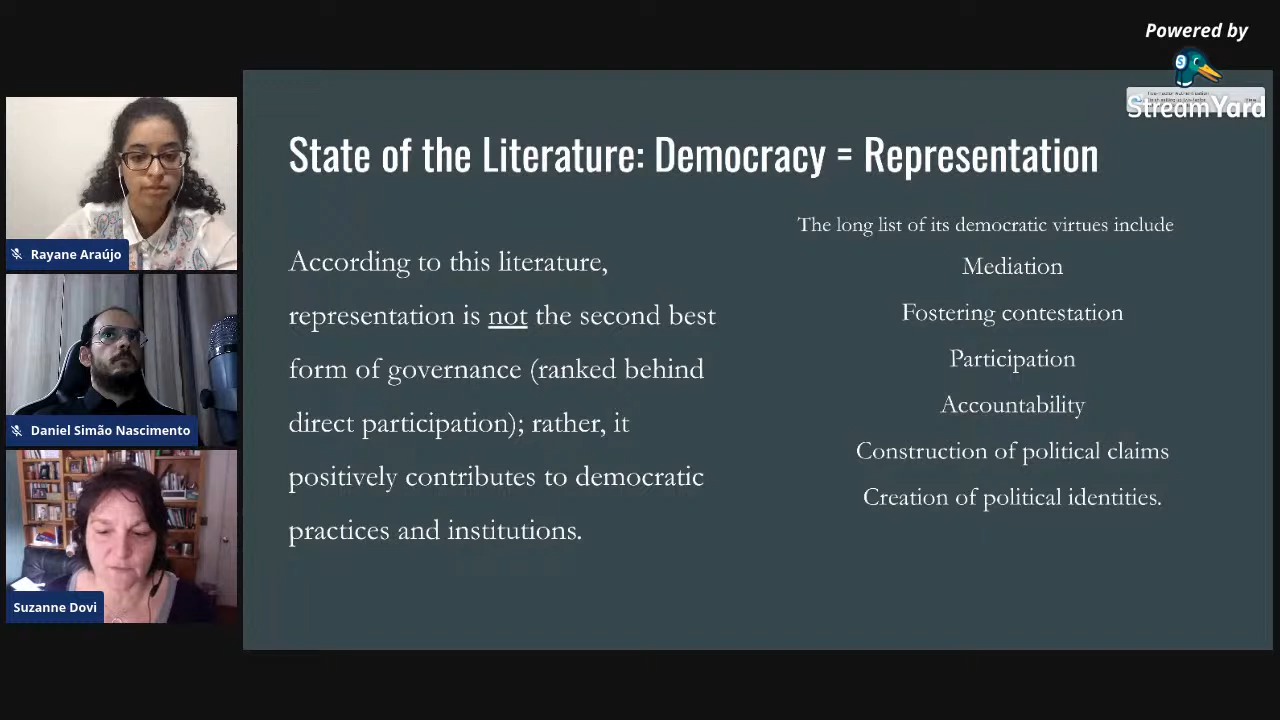 Powered by
StreamYard
Rayane Araújo
Daniel Simão Nascimento
Suzanne Dovi
State of the Literature: Democracy = Representation
According to this literature,
representation is not the second best
form of governance (ranked behind
direct participation); rather, it
positively contributes to democratic
practices and institutions.
The long list of its democratic virtues include
Mediation
Fostering contestation
Participation
Accountability
Construction of political claims
Creation of political identities.